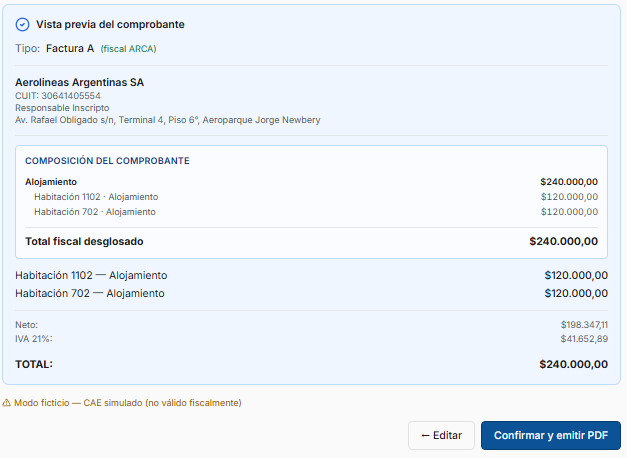 Vista previa del comprobante
Tipo: Factura A (fiscal ARCA)
Aerolineas Argentinas SA
CUIT: 30641405554
Responsable Inscripto
Av. Rafael Obligado s/n, Terminal 4, Piso 6°, Aeroparque Jorge Newbery
COMPOSICIÓN DEL COMPROBANTE
Alojamiento $240.000,00
Habitación 1102 · Alojamiento $120.000,00
Habitación 702 · Alojamiento $120.000,00
Total fiscal desglosado $240.000,00
Habitación 1102 — Alojamiento $120.000,00
Habitación 702 — Alojamiento $120.000,00
Neto: $198.347,11
IVA 21%: $41.652,89
TOTAL: $240.000,00
⚠ Modo ficticio — CAE simulado (no válido fiscalmente)
← Editar Confirmar y emitir PDF